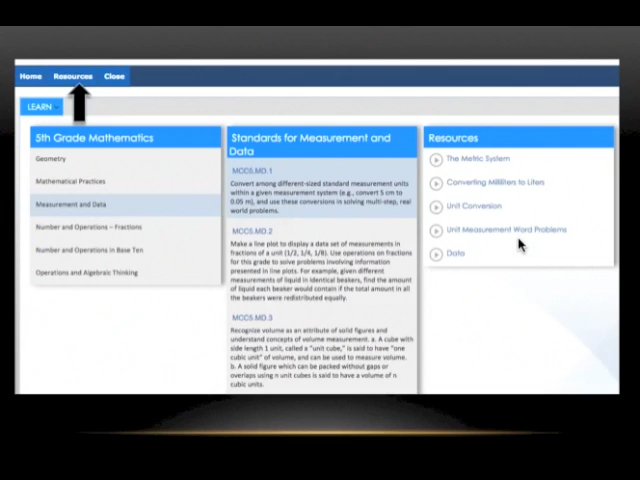 Home Resources Close
LEARN
5th Grade Mathematics
Geometry
Mathematical Practices
Measurement and Data
Number and Operations – Fractions
Number and Operations in Base Ten
Operations and Algebraic Thinking
Standards for Measurement and
Data
MCCS.MD.1
Convert among different-sized standard measurement units
within a given measurement system (e.g., convert 5 cm to
0.05 m), and use these conversions in solving multi-step, real
world problems.
MCCS.MD.2
Make a line plot to display a data set of measurements in
fractions of a unit (1/2, 1/4, 1/8). Use operations on fractions
for this grade to solve problems involving information
presented in line plots. For example, given different
measurements of liquid in identical beakers, find the amount
of liquid each beaker would contain if the total amount in all
the beakers were redistributed equally.
MCCS.MD.3
Recognize volume as an attribute of solid figures and
understand concepts of volume measurement. a. A cube with
side length 1 unit, called a "unit cube," is said to have "one
cubic unit" of volume, and can be used to measure volume.
b. A solid figure which can be packed without gaps or
overlaps using n unit cubes is said to have a volume of n
cubic units.
Resources
The Metric System
Converting Milliliters to Liters
Unit Conversion
Unit Measurement Word Problems
Data